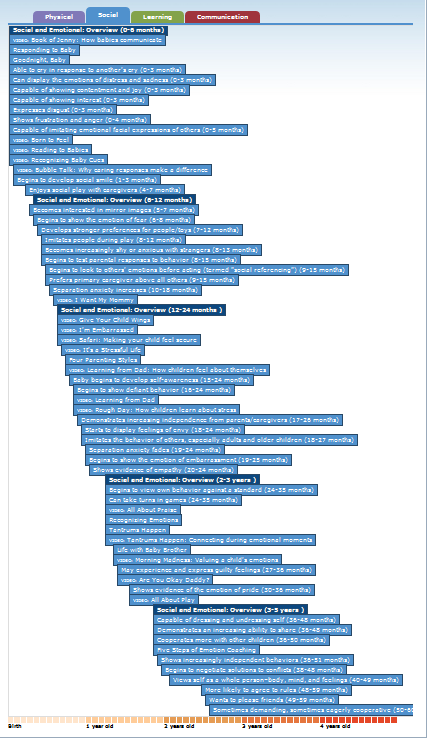 Physical
Social
Learning
Communication
Social and Emotional: Overview (0-6 months)
VIDEO: Book of Jenny: How babies communicate
Responding to Baby
Goodnight, Baby
Able to cry in response to another's cry (0-3 months)
Can display the emotions of distress and sadness (0-3 months)
Capable of showing contentment and joy (0-3 months)
Capable of showing interest (0-3 months)
Expresses disgust (0-3 months)
Shows frustration and anger (0-4 months)
Capable of imitating emotional facial expressions of others (0-3 months)
VIDEO: Born to Feel
VIDEO: Reading to Babies
VIDEO: Recognizing Baby Cues
VIDEO: Bubble Talk: Why caring responses make a difference
Begins to develop social smile (1-3 months)
Enjoys social play with caregivers (4-7 months)
Social and Emotional: Overview (6-12 months)
Becomes interested in mirror images (5-7 months)
Begins to show the emotion of fear (6-8 months)
Develops stronger preferences for people/toys (7-12 months)
Imitates people during play (8-12 months)
Becomes increasingly shy or anxious with strangers (8-15 months)
Begins to test parental responses to behavior (8-15 months)
Begins to look to others' emotions before acting (termed "social referencing") (9-15 months)
Prefers primary caregiver above all others (9-15 months)
Separation anxiety increases (10-18 months)
VIDEO: I Want My Mommy
Social and Emotional: Overview (12-24 months )
VIDEO: Give Your Child Wings
VIDEO: I'm Embarrassed
VIDEO: Safari: Making your child feel secure
VIDEO: It's a Stressful Life
Four Parenting Styles
VIDEO: Learning from Dad: How children feel about themselves
Baby begins to develop self-awareness (15-24 months)
Begins to show defiant behavior (16-24 months)
VIDEO: Learning from Dad
VIDEO: Rough Day: How children learn about stress
Demonstrates increasing independence from parents/caregivers (17-26 months)
Starts to display feelings of envy (18-24 months)
Imitates the behavior of others, especially adults and older children (18-27 months)
Separation anxiety fades (19-24 months)
Begins to show the emotion of embarrassment (19-25 months)
Shows evidence of empathy (20-24 months)
Social and Emotional: Overview (2-3 years )
Begins to view own behavior against a standard (24-35 months)
Can take turns in games (24-35 months)
VIDEO: All About Praise
Recognizing Emotions
Tantrums Happen
VIDEO: Tantrums Happen: Connecting during emotional moments
Life with Baby Brother
VIDEO: Morning Madness: Valuing a child's emotions
May experience and express guilty feelings (27-36 months)
VIDEO: Are You Okay Daddy?
Shows evidence of the emotion of pride (30-36 months)
VIDEO: All About Play
Social and Emotional: Overview (3-5 years )
Capable of dressing and undressing self (36-48 months)
Demonstrates an increasing ability to share (36-48 months)
Cooperates more with other children (36-50 months)
Five Steps of Emotion Coaching
Shows increasingly independent behaviors (36-51 months)
Begins to negotiate solutions to conflicts (38-48 months)
Views self as a whole person-body, mind, and feelings (40-49 months)
More likely to agree to rules (48-59 months)
Wants to please friends (49-59 months)
Sometimes demanding, sometimes eagerly cooperative (50-60
Birth
1 year old
2 years old
3 years old
4 years old